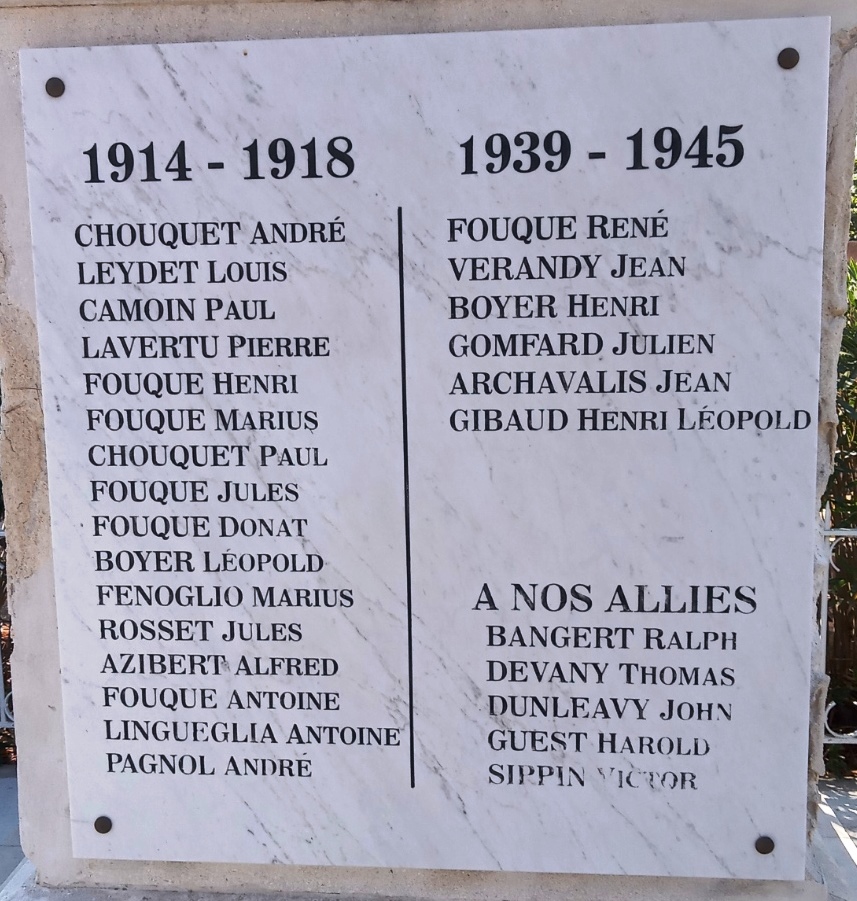 1914 - 1918
CHOUQUET ANDRÉ
LEYDET LOUIS
CAMOIN PAUL
LAVERTU PIERRE
FOUQUE HENRI
FOUQUE MARIUS
CHOUQUET PAUL
FOUQUE JULES
FOUQUE DONAT
BOYER LÉOPOLD
FENOGLIO MARIUS
ROSSET JULES
AZIBERT ALFRED
FOUQUE ANTOINE
LINGUEGLIA ANTOINE
PAGNOL ANDRÉ
1939 - 1945
FOUQUE RENÉ
VERANDY JEAN
BOYER HENRI
GOMFARD JULIEN
ARCHAVALIS JEAN
GIBAUD HENRI LÉOPOLD
A NOS ALLIES
BANGERT RALPH
DEVANY THOMAS
DUNLEAVY JOHN
GUEST HAROLD
SIPPIN VICTOR